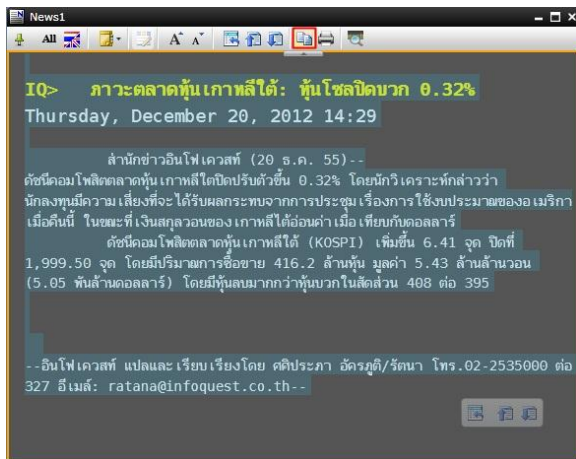 News1
All
A A
IQ> ภาวะตลาดหุ้นเกาหลีใต้: หุ้นโซลปิดบวก 0.32%
Thursday, December 20, 2012 14:29
สำนักข่าวอินโฟเควสท์ (20 ธ.ค. 55)--
ดัชนีคอมโพสิตตลาดหุ้นเกาหลีใต้ปิดปรับตัวขึ้น 0.32% โดยนักวิเคราะห์กล่าวว่า
นักลงทุนมีความเสี่ยงที่จะได้รับผลกระทบจากการประชุมเรื่องการใช้งบประมาณของอเมริกา
เมื่อคืนนี้ ในขณะที่เงินสกุลวอนของเกาหลีใต้อ่อนค่าเมื่อเทียบกับดอลลาร์
ดัชนีคอมโพสิตตลาดหุ้นเกาหลีใต้ (KOSPI) เพิ่มขึ้น 6.41 จุด ปิดที่
1,999.50 จุด โดยมีปริมาณการซื้อขาย 416.2 ล้านหุ้น มูลค่า 5.43 ล้านล้านวอน
(5.05 พันล้านดอลลาร์) โดยมีหุ้นลบมากกว่าหุ้นบวกในสัดส่วน 408 ต่อ 395
--อินโฟเควสท์ แปลและเรียบเรียงโดย ศศิประภา อัครภูติ/รัตนา โทร.02-2535000 ต่อ
327 อีเมล์: ratana@infoquest.co.th--